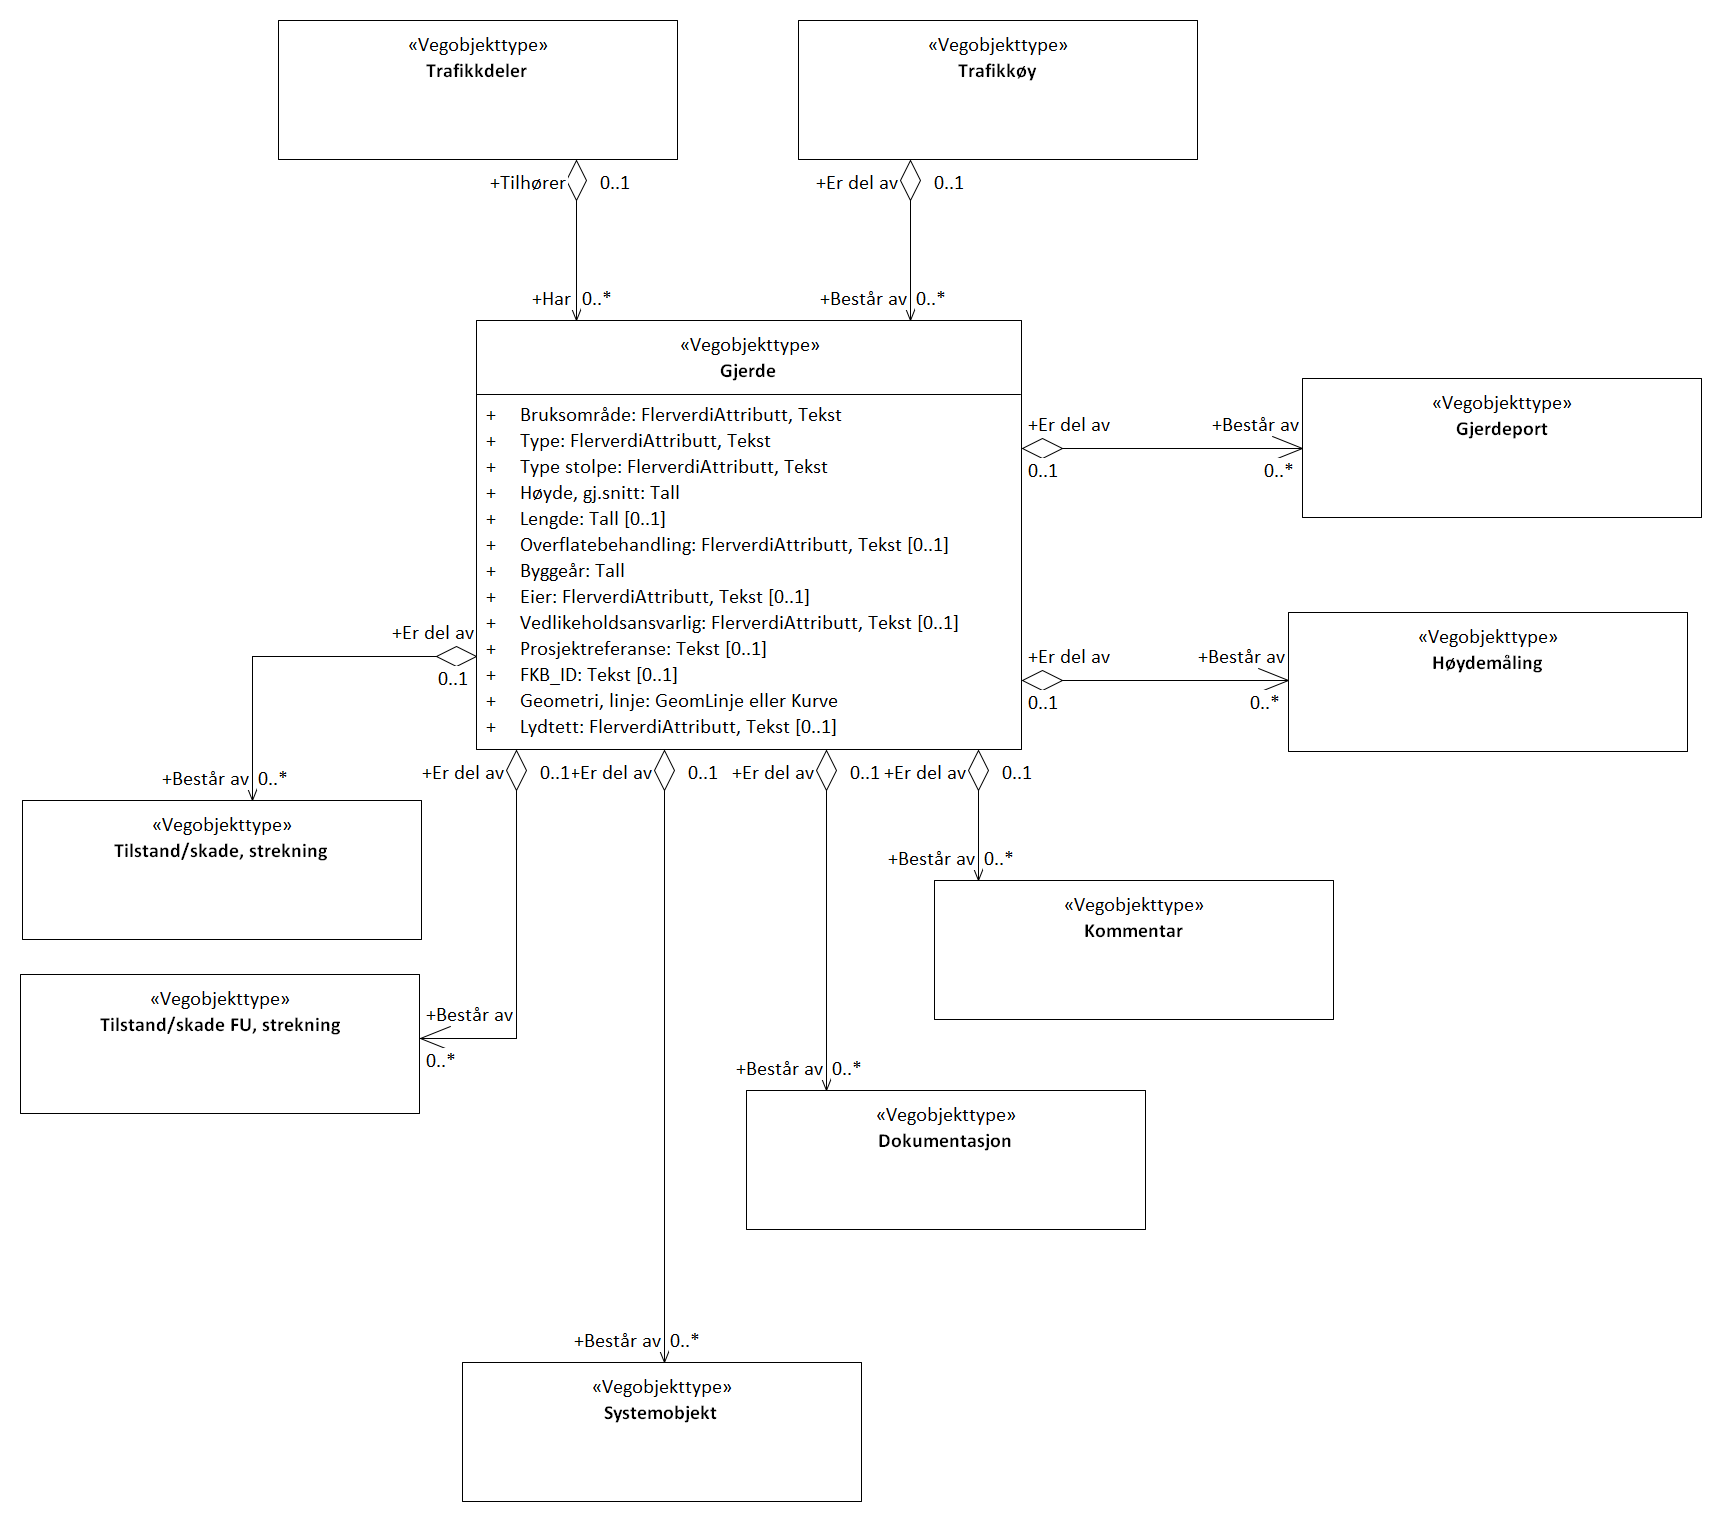 «Vegobjekttype»
Trafikkdeler
«Vegobjekttype»
Trafikkøy
+Tilhører 0..1
+Er del av 0..1
+Har 0..*
+Består av 0..*
«Vegobjekttype»
Gjerde
+ Bruksområde: FlerverdiAttributt, Tekst
+ Type: FlerverdiAttributt, Tekst
+ Type stolpe: FlerverdiAttributt, Tekst
+ Høyde, gj.snitt: Tall
+ Lengde: Tall [0..1]
+ Overflatebehandling: FlerverdiAttributt, Tekst [0..1]
+ Byggeår: Tall
+ Eier: FlerverdiAttributt, Tekst [0..1]
+ Vedlikeholdsansvarlig: FlerverdiAttributt, Tekst [0..1]
+ Prosjektreferanse: Tekst [0..1]
+ FKB_ID: Tekst [0..1]
+ Geometri, linje: GeomLinje eller Kurve
+ Lydtett: FlerverdiAttributt, Tekst [0..1]
+Er del av
0..1
+Består av
0..*
«Vegobjekttype»
Gjerdeport
+Er del av
0..1
+Består av
0..*
«Vegobjekttype»
Høydemåling
+Er del av
0..1
+Består av 0..*
«Vegobjekttype»
Tilstand/skade, strekning
+Er del av 0..1
+Er del av 0..1
+Er del av 0..1
+Er del av 0..1
+Består av 0..*
«Vegobjekttype»
Kommentar
+Består av
0..*
«Vegobjekttype»
Tilstand/skade FU, strekning
+Består av 0..*
«Vegobjekttype»
Dokumentasjon
+Består av 0..*
«Vegobjekttype»
Systemobjekt